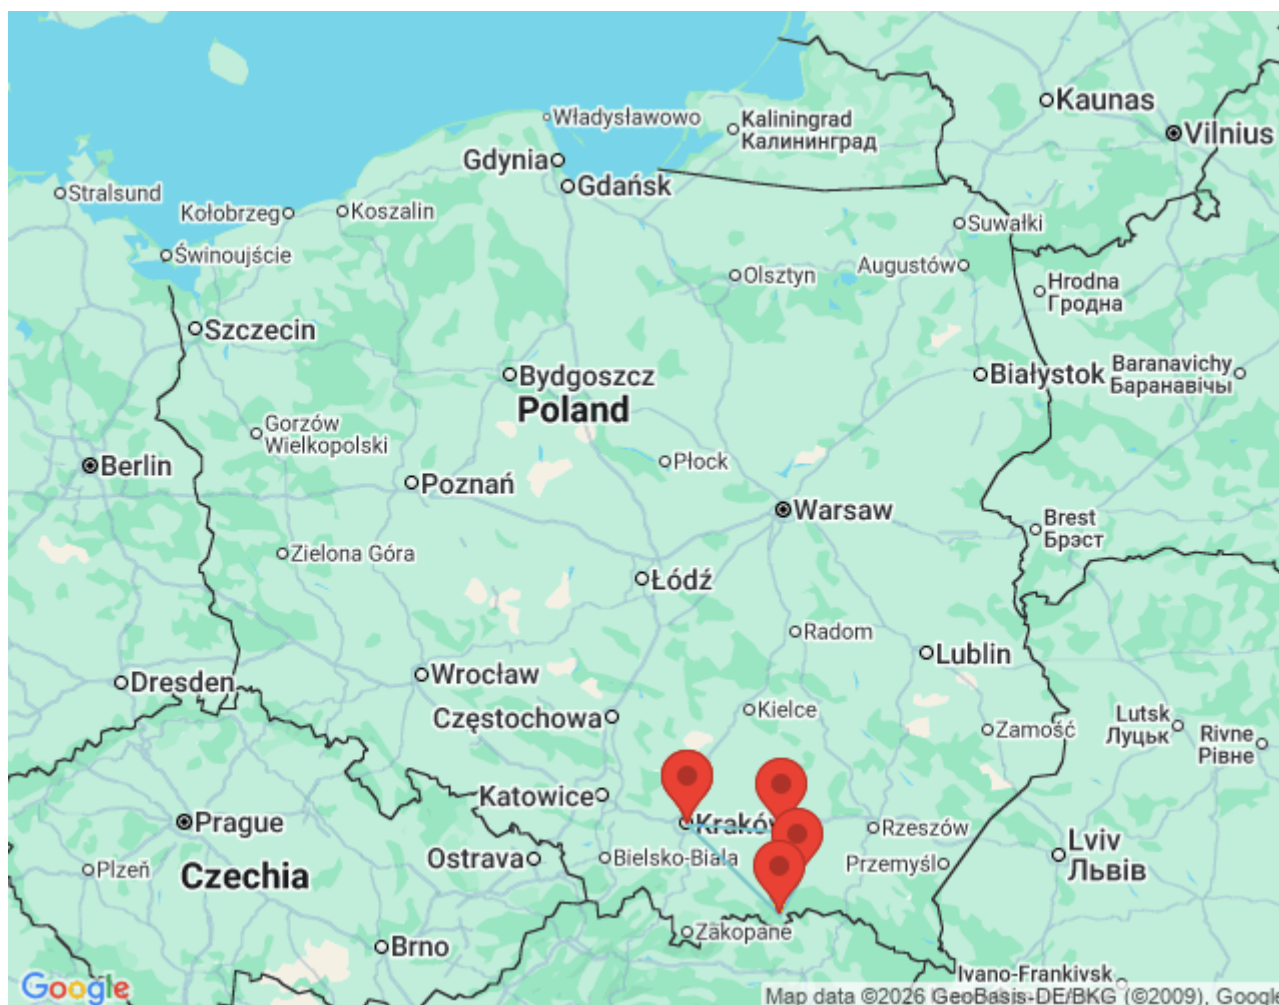 Kaunas
Vilnius
Władysławowo
Kaliningrad
Калининград
Gdynia
Gdańsk
Stralsund
Kołobrzeg
Koszalin
Suwałki
Świnoujście
Augustów
Olsztyn
Hrodna
Гродна
Szczecin
Bydgoszcz
Białystok
Baranavichy
Баранавічы
Poland
Gorzów
Wielkopolski
Berlin
Płock
Poznań
Warsaw
Brest
Брэст
Zielona Góra
Łódź
Radom
Lublin
Dresden
Wrocław
Częstochowa
Kielce
Zamość
Lutsk
Луцьк
Rivne
Рівне
Katowice
Prague
Kraków
Rzeszów
Lviv
Львів
Ostrava
Bielsko-Biala
Przemyśl
Plzeň
Czechia
Zakopane
Brno
Ivano-Frankivsk
Google
Map data ©2026 GeoBasis-DE/BKG (©2009), Google